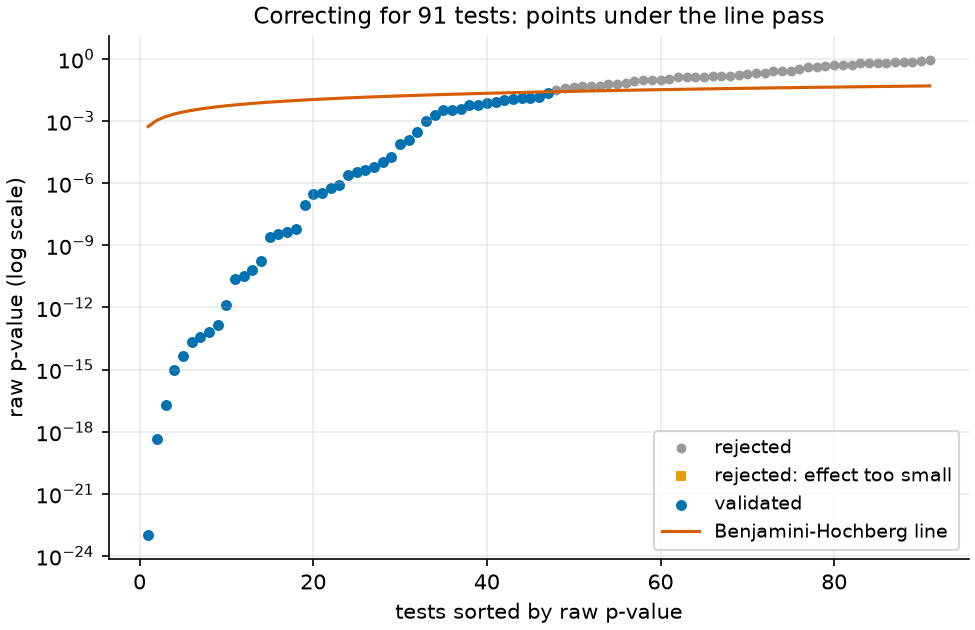 Correcting for 91 tests: points under the line pass
raw p-value (log scale)
10⁰
10⁻³
10⁻⁶
10⁻⁹
10⁻¹²
10⁻¹⁵
10⁻¹⁸
10⁻²¹
10⁻²⁴
rejected
rejected: effect too small
validated
Benjamini-Hochberg line
0 20 40 60 80
tests sorted by raw p-value